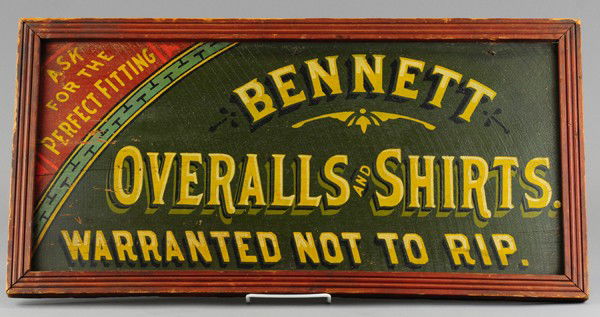 ASK
FOR THE
PERFECT FITTING
BENNETT
OVERALLS AND SHIRTS.
WARRANTED NOT TO RIP.